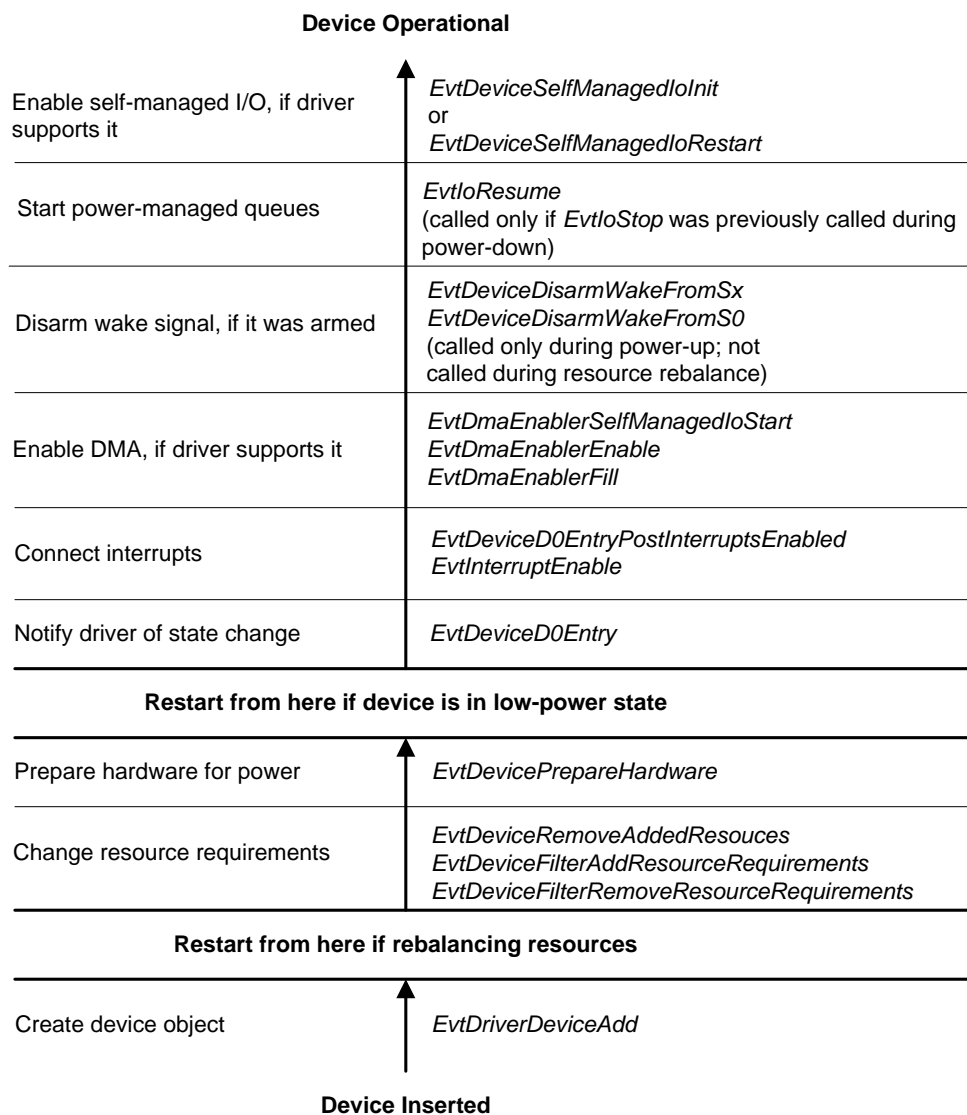 Device Operational
Enable self-managed I/O, if driver
supports it
EvtDeviceSelfManagedIoInit
or
EvtDeviceSelfManagedIoRestart
Start power-managed queues
EvtIoResume
(called only if EvtIoStop was previously called during
power-down)
Disarm wake signal, if it was armed
EvtDeviceDisarmWakeFromSx
EvtDeviceDisarmWakeFromS0
(called only during power-up; not
called during resource rebalance)
Enable DMA, if driver supports it
EvtDmaEnablerSelfManagedIoStart
EvtDmaEnablerEnable
EvtDmaEnablerFill
Connect interrupts
EvtDeviceD0EntryPostInterruptsEnabled
EvtInterruptEnable
Notify driver of state change
EvtDeviceD0Entry
Restart from here if device is in low-power state
Prepare hardware for power
EvtDevicePrepareHardware
Change resource requirements
EvtDeviceRemoveAddedResouces
EvtDeviceFilterAddResourceRequirements
EvtDeviceFilterRemoveResourceRequirements
Restart from here if rebalancing resources
Create device object
EvtDriverDeviceAdd
Device Inserted